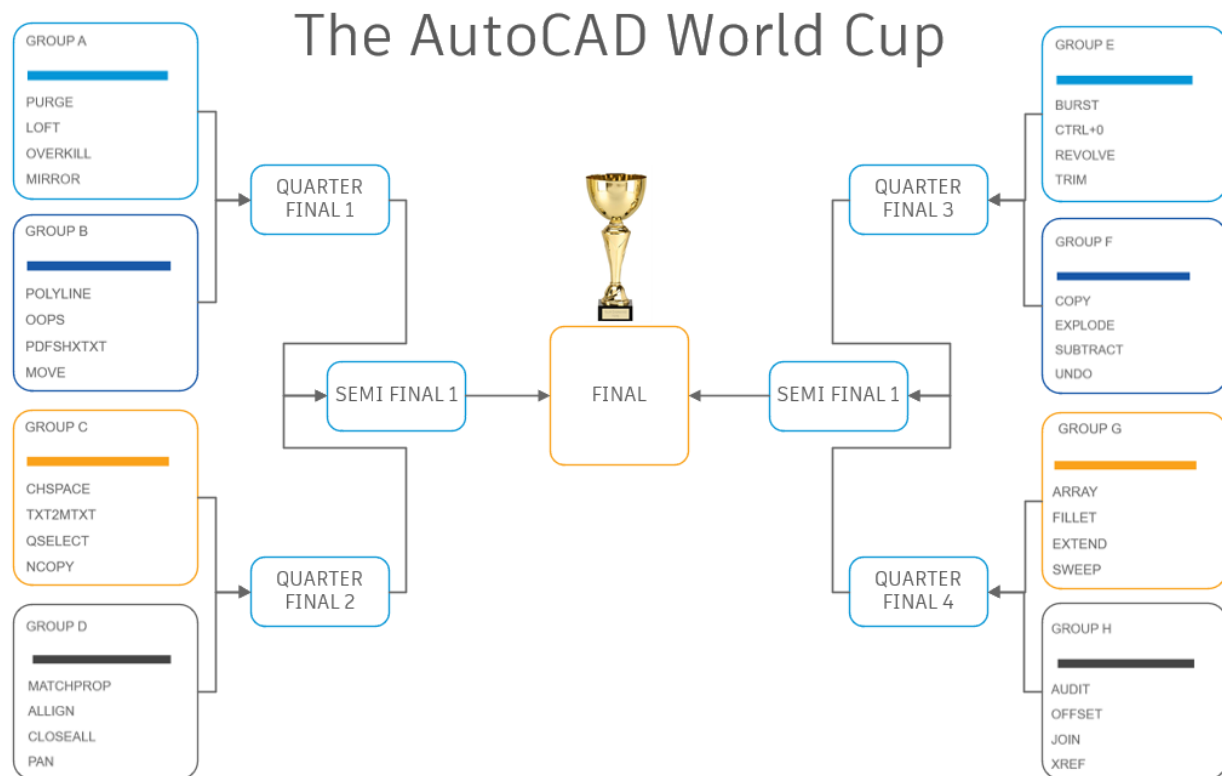 The AutoCAD World Cup
GROUP A
PURGE
LOFT
OVERKILL
MIRROR
GROUP B
POLYLINE
OOPS
PDFSHXTXT
MOVE
GROUP C
CHSPACE
TXT2MTXT
QSELECT
NCOPY
GROUP D
MATCHPROP
ALLIGN
CLOSEALL
PAN
QUARTER
FINAL 1
QUARTER
FINAL 2
SEMI FINAL 1
FINAL
SEMI FINAL 1
QUARTER
FINAL 3
QUARTER
FINAL 4
GROUP E
BURST
CTRL+0
REVOLVE
TRIM
GROUP F
COPY
EXPLODE
SUBTRACT
UNDO
GROUP G
ARRAY
FILLET
EXTEND
SWEEP
GROUP H
AUDIT
OFFSET
JOIN
XREF